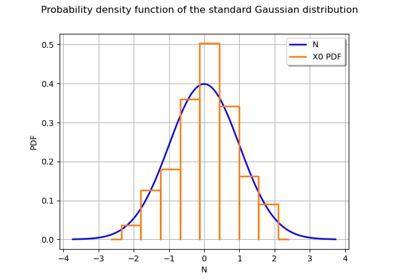 Probability density function of the standard Gaussian distribution
N
X0 PDF
PDF
0.5
0.4
0.3
0.2
0.1
0.0
−4 −3 −2 −1 0 1 2 3 4
N